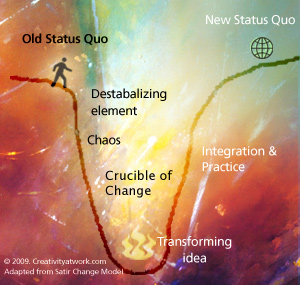 New Status Quo
Old Status Quo
Destabalizing
element
Chaos
Crucible of
Change
Integration &
Practice
Transforming
idea
© 2009. Creativityatwork.com
Adapted from Satir Change Model